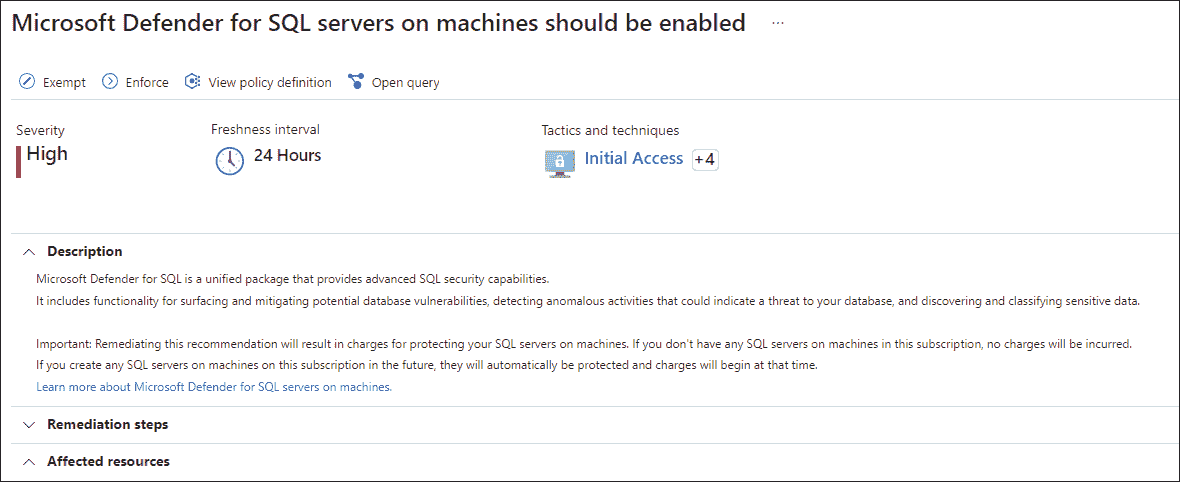 Microsoft Defender for SQL servers on machines should be enabled ...
Exempt Enforce View policy definition Open query
Severity Freshness interval Tactics and techniques
High 24 Hours Initial Access +4
Description
Microsoft Defender for SQL is a unified package that provides advanced SQL security capabilities.
It includes functionality for surfacing and mitigating potential database vulnerabilities, detecting anomalous activities that could indicate a threat to your database, and discovering and classifying sensitive data.
Important: Remediating this recommendation will result in charges for protecting your SQL servers on machines. If you don't have any SQL servers on machines in this subscription, no charges will be incurred.
If you create any SQL servers on machines on this subscription in the future, they will automatically be protected and charges will begin at that time.
Learn more about Microsoft Defender for SQL servers on machines.
Remediation steps
Affected resources